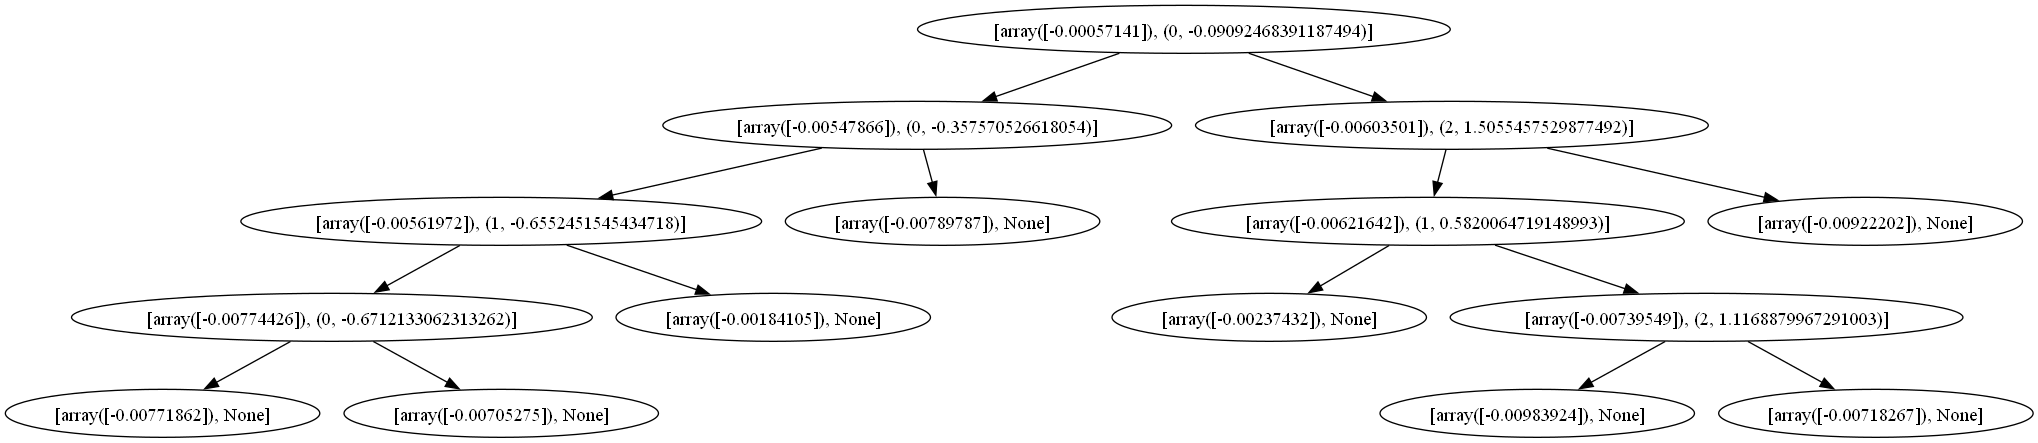 [array([-0.00057141]), (0, -0.09092468391187494)]
[array([-0.00547866]), (0, -0.357570526618054)]
[array([-0.00603501]), (2, 1.5055457529877492)]
[array([-0.00561972]), (1, -0.6552451545434718)]
[array([-0.00789787]), None]
[array([-0.00621642]), (1, 0.5820064719148993)]
[array([-0.00922202]), None]
[array([-0.00774426]), (0, -0.6712133062313262)]
[array([-0.00184105]), None]
[array([-0.00237432]), None]
[array([-0.00739549]), (2, 1.1168879967291003)]
[array([-0.00771862]), None]
[array([-0.00705275]), None]
[array([-0.00983924]), None]
[array([-0.00718267]), None]